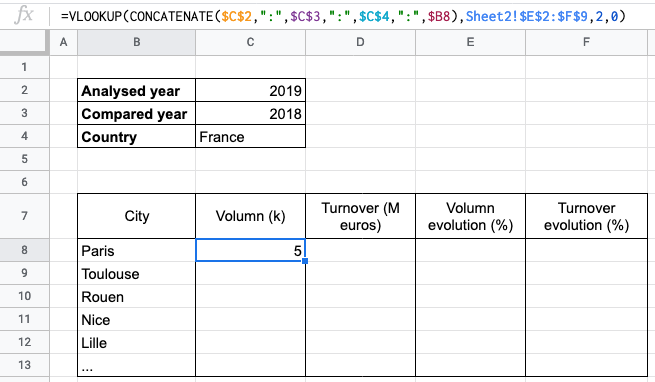 fx =VLOOKUP(CONCATENATE($C$2,":",$C$3,":",$C$4,":",$B8),Sheet2!$E$2:$F$9,2,0)
A B C D E F
1
2 Analysed year 2019
3 Compared year 2018
4 Country France
5
6
7 City Volumn (k) Turnover (M euros) Volumn evolution (%) Turnover evolution (%)
8 Paris 5
9 Toulouse
10 Rouen
11 Nice
12 Lille
13 ...